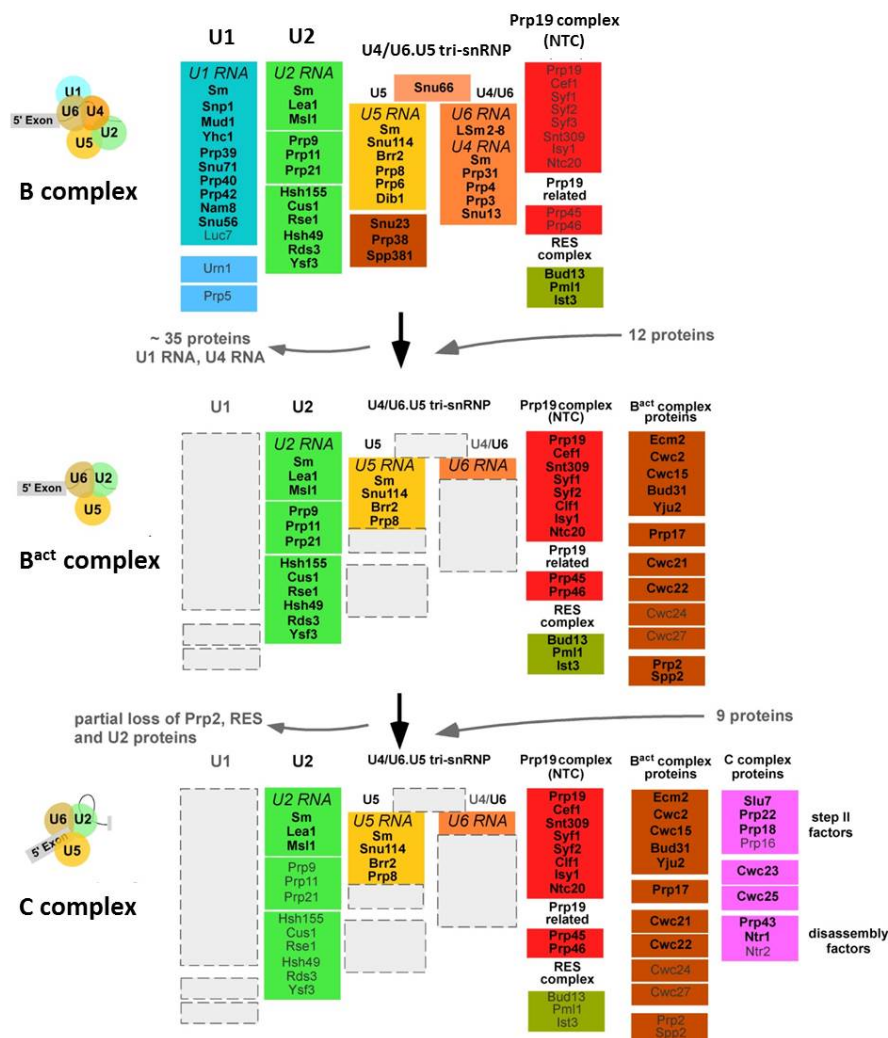 U1
U2
U4/U6.U5 tri-snRNP
Prp19 complex
(NTC)
U1
U6
U4
5' Exon
U2
U5
B complex
U1 RNA
Sm
Snp1
Mud1
Yhc1
Prp39
Snu71
Prp40
Prp42
Nam8
Snu56
Luc7
Urn1
Prp5
U2 RNA
Sm
Lea1
Msl1
Prp9
Prp11
Prp21
Hsh155
Cus1
Rse1
Hsh49
Rds3
Ysf3
U5
Snu66
U4/U6
U5 RNA
Sm
Snu114
Brr2
Prp8
Prp6
Dib1
Snu23
Prp38
Spp381
U6 RNA
LSm 2-8
U4 RNA
Sm
Prp31
Prp4
Prp3
Snu13
Prp19
Cef1
Syf1
Syf2
Syf3
Snt309
Isy1
Ntc20
Prp19
related
Prp45
Prp46
RES
complex
Bud13
Pml1
Ist3
~ 35 proteins
U1 RNA, U4 RNA
12 proteins
U1
U2
U4/U6.U5 tri-snRNP
Prp19 complex
(NTC)
Bact complex
proteins
U6
U2
5' Exon
U5
Bact complex
U2 RNA
Sm
Lea1
Msl1
Prp9
Prp11
Prp21
Hsh155
Cus1
Rse1
Hsh49
Rds3
Ysf3
U5
U4/U6
U5 RNA
Sm
Snu114
Brr2
Prp8
U6 RNA
Prp19
Cef1
Snt309
Syf1
Syf2
Clf1
Isy1
Ntc20
Prp19
related
Prp45
Prp46
RES
complex
Bud13
Pml1
Ist3
Ecm2
Cwc2
Cwc15
Bud31
Yju2
Prp17
Cwc21
Cwc22
Cwc24
Cwc27
Prp2
Spp2
partial loss of Prp2, RES
and U2 proteins
9 proteins
U1
U2
U4/U6.U5 tri-snRNP
Prp19 complex
(NTC)
Bact complex
proteins
C complex
proteins
U6
U2
5' Exon
U5
C complex
U2 RNA
Sm
Lea1
Msl1
Prp9
Prp11
Prp21
Hsh155
Cus1
Rse1
Hsh49
Rds3
Ysf3
U5
U4/U6
U5 RNA
Sm
Snu114
Brr2
Prp8
U6 RNA
Prp19
Cef1
Snt309
Syf1
Syf2
Clf1
Isy1
Ntc20
Prp19
related
Prp45
Prp46
RES
complex
Bud13
Pml1
Ist3
Ecm2
Cwc2
Cwc15
Bud31
Yju2
Prp17
Cwc21
Cwc22
Cwc24
Cwc27
Prp2
Spp2
Slu7
Prp22
Prp18
Prp16
Cwc23
Cwc25
Prp43
Ntr1
Ntr2
step II
factors
disassembly
factors